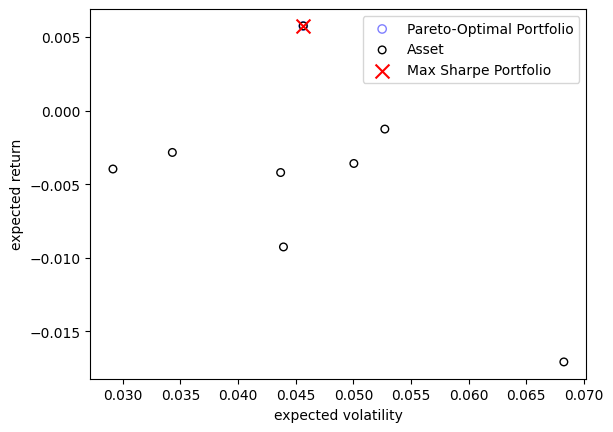 0.005
0.000
−0.005
−0.010
−0.015
expected return
Pareto-Optimal Portfolio
Asset
Max Sharpe Portfolio
0.030 0.035 0.040 0.045 0.050 0.055 0.060 0.065 0.070
expected volatility